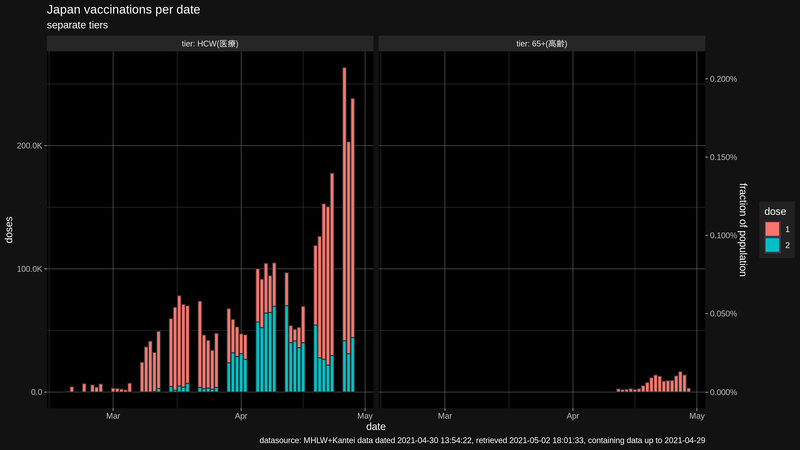 Japan vaccinations per date
separate tiers
tier: HCW(医療)
tier: 65+(高齢)
200.0K
100.0K
0.0
doses
0.200%
0.150%
0.100%
0.050%
0.000%
fraction of population
dose
1
2
Mar
Apr
May
Mar
Apr
May
date
datasource: MHLW+Kantei data dated 2021-04-30 13:54:22, retrieved 2021-05-02 18:01:33, containing data up to 2021-04-29